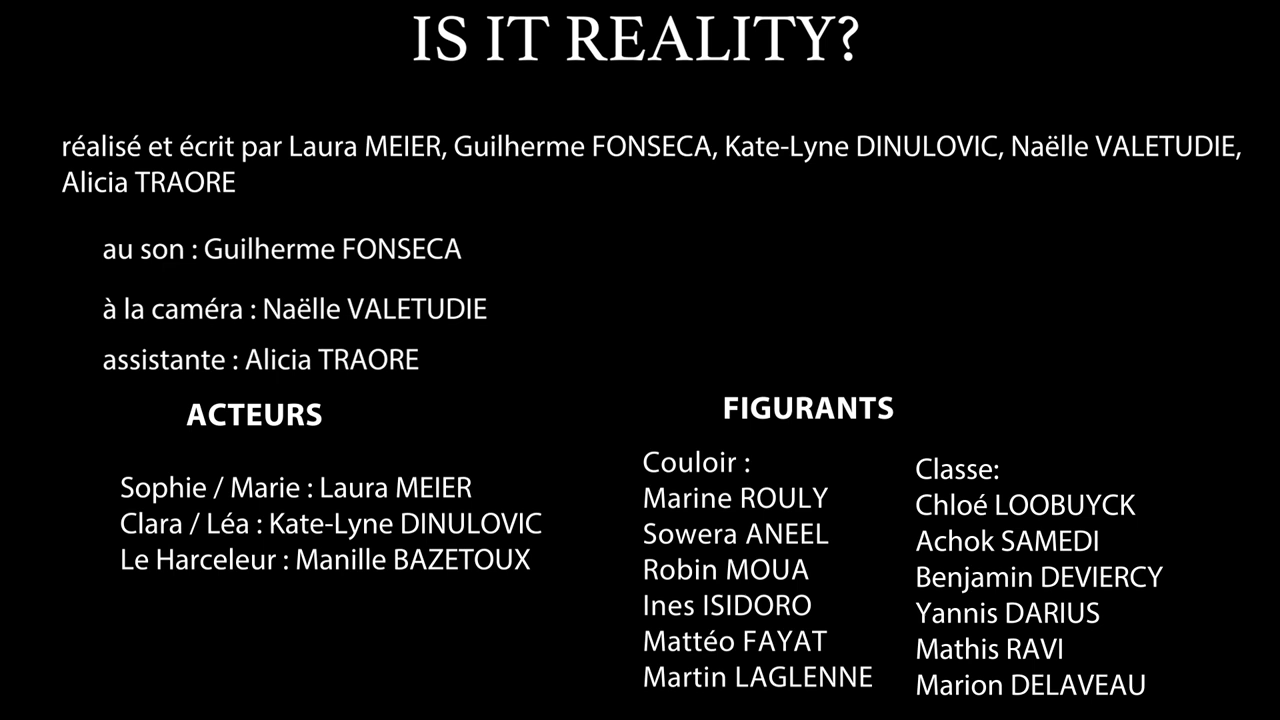 IS IT REALITY?
réalisé et écrit par Laura MEIER, Guilherme FONSECA, Kate-Lyne DINULOVIC, Naëlle VALETUDIE,
Alicia TRAORE
au son : Guilherme FONSECA
à la caméra : Naëlle VALETUDIE
assistante : Alicia TRAORE
ACTEURS
Sophie / Marie : Laura MEIER
Clara / Léa : Kate-Lyne DINULOVIC
Le Harceleur : Manille BAZETOUX
FIGURANTS
Couloir :
Marine ROULY
Sowera ANEEL
Robin MOUA
Ines ISIDORO
Mattéo FAYAT
Martin LAGLENNE
Classe:
Chloé LOOBUYCK
Achok SAMEDI
Benjamin DEVIERCY
Yannis DARIUS
Mathis RAVI
Marion DELAVEAU